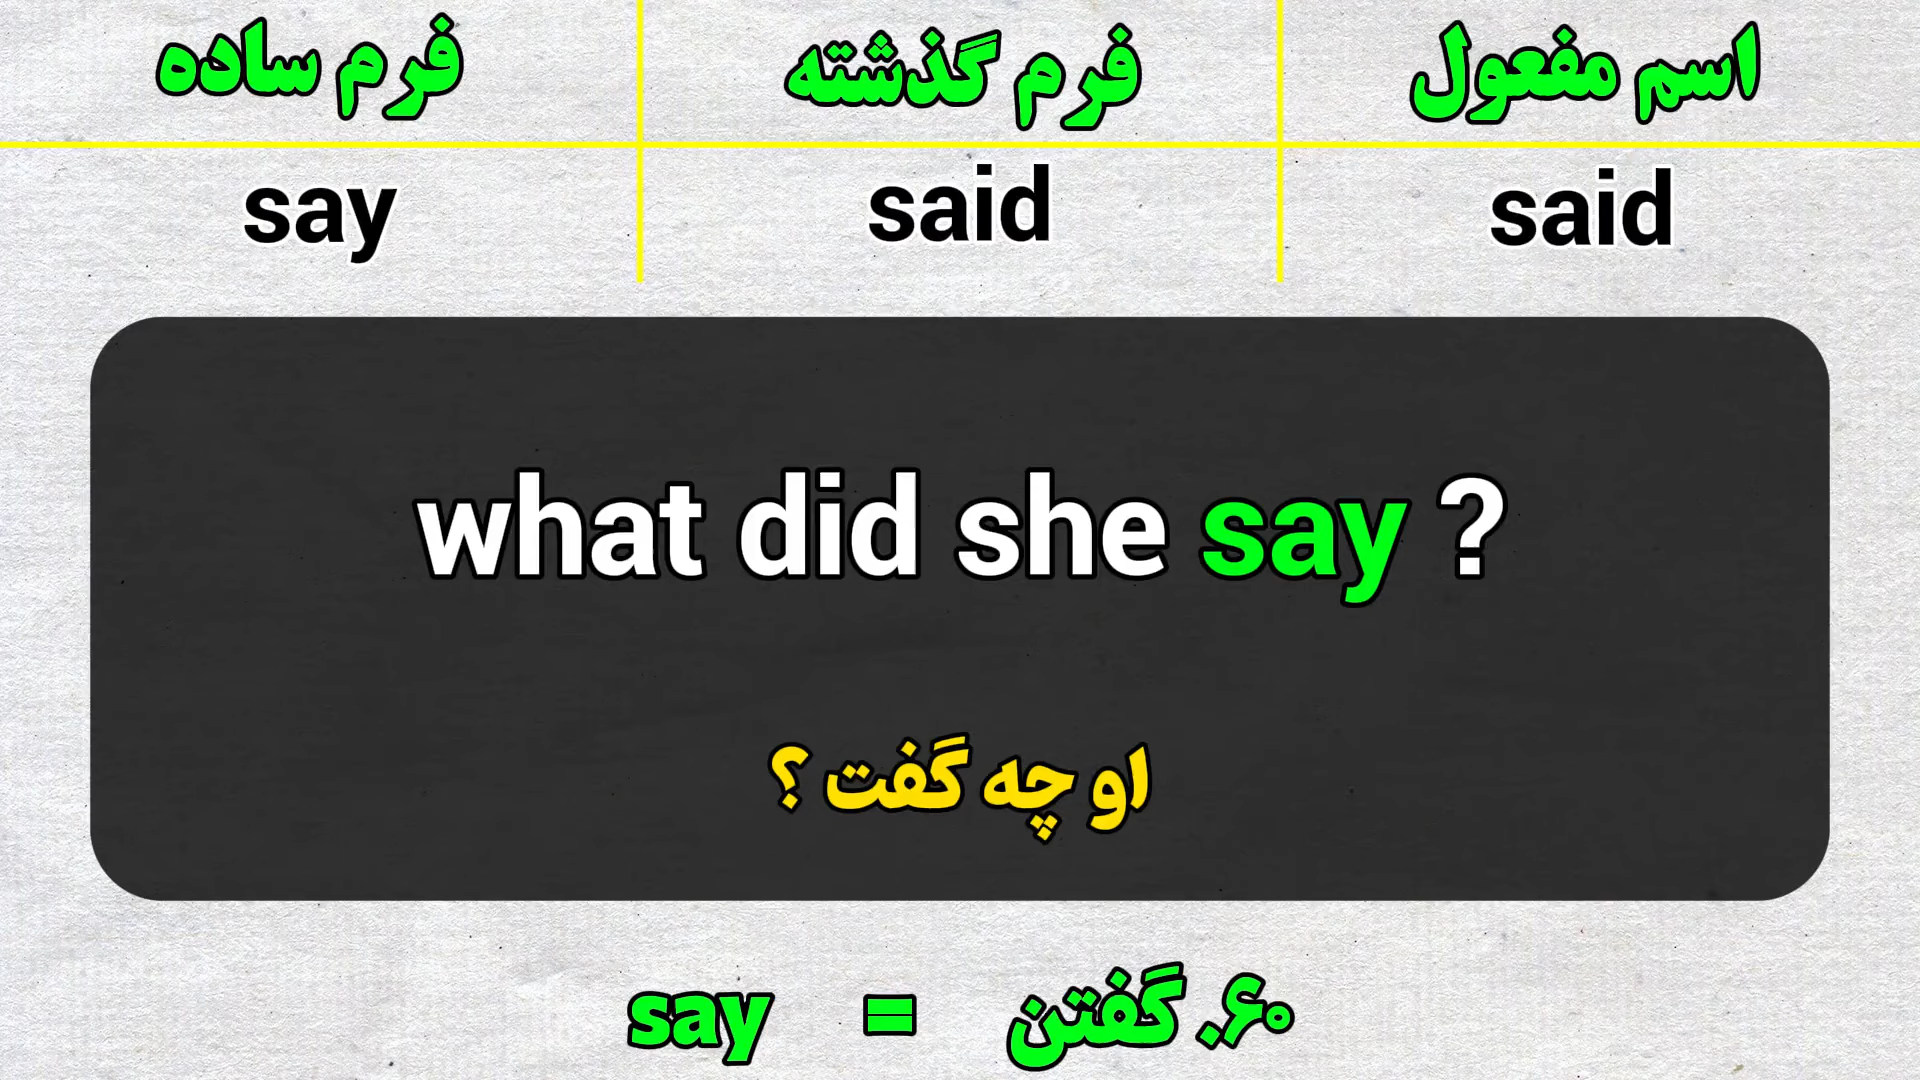 فرم ساده فرم گذشته اسم مفعول
say said said
what did she say ?
او چه گفت ؟
say = ۶۰. گفتن